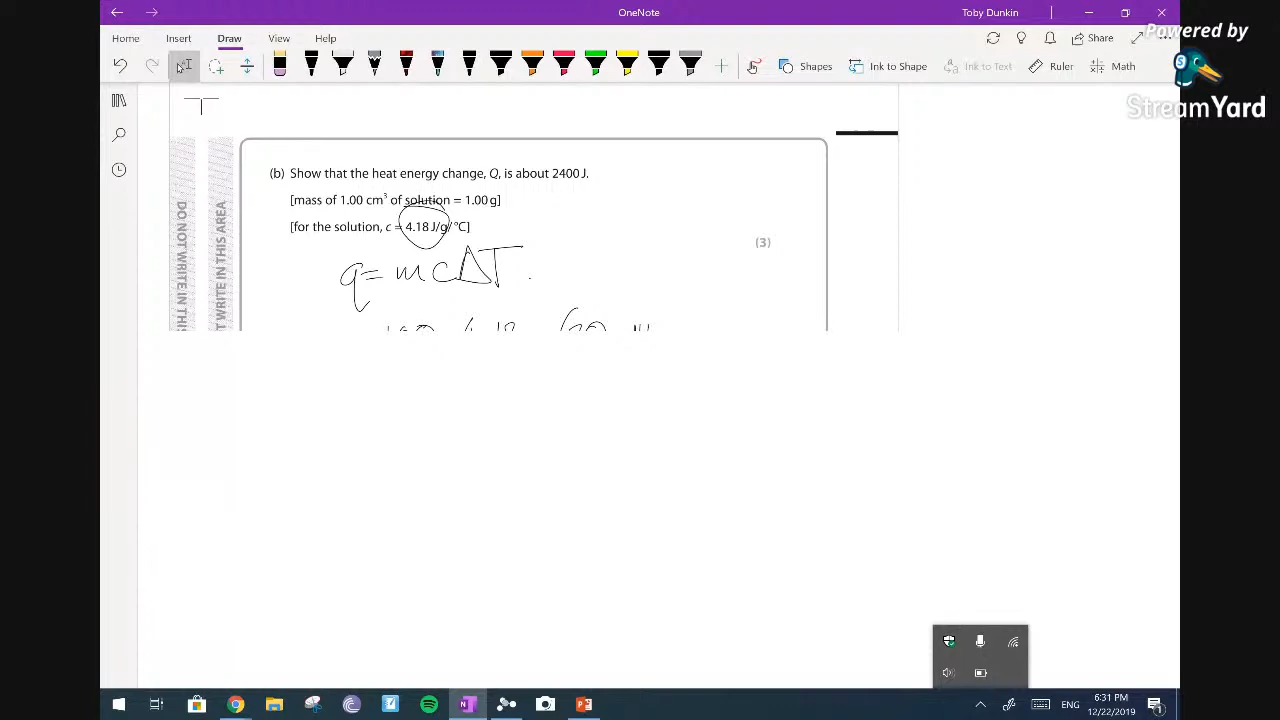 OneNote
Toby Dunkin
Powered by
StreamYard
Home Insert Draw View Help
Share
Shapes Ink to Shape Ink to Text Ruler Math
DO NOT WRITE IN THIS
T WRITE IN THIS AREA
(b) Show that the heat energy change, Q, is about 2400 J.
[mass of 1.00 cm³ of solution = 1.00 g]
[for the solution, c = 4.18 J/g/ °C]
(3)
q = mcΔT.
ENG
6:31 PM
12/22/2019